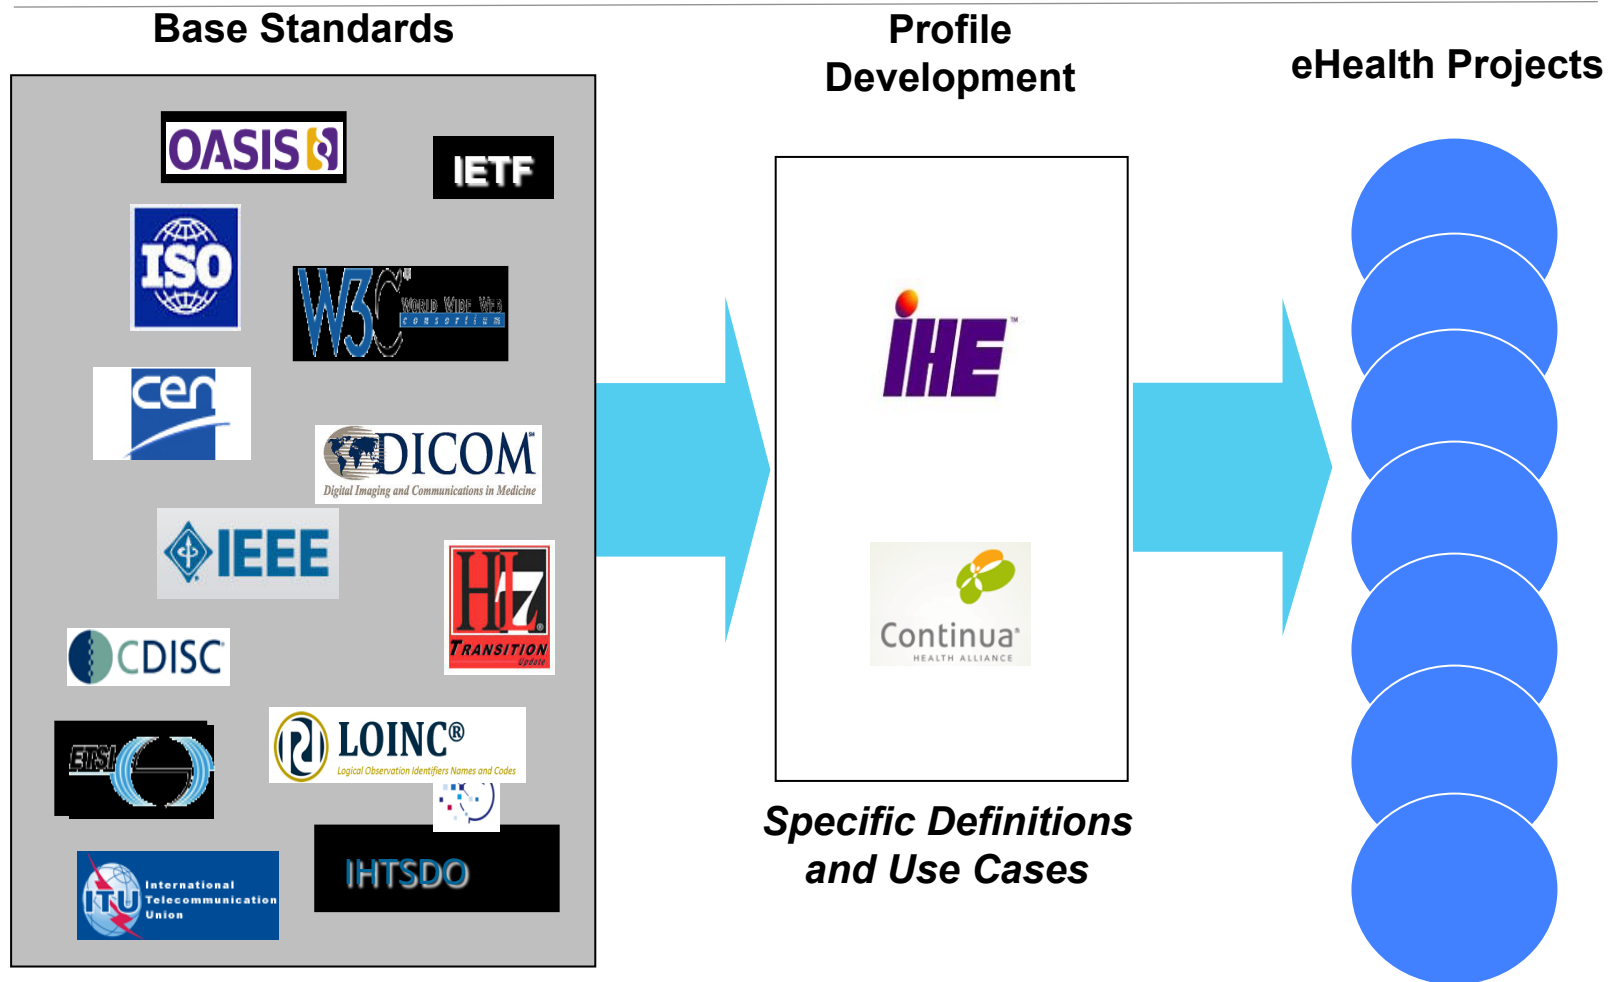 Base Standards
Profile
Development
eHealth Projects
OASIS
IETF
ISO
W3C®
WORLD WIDE WEB
consortium
cen
DICOM
Digital Imaging and Communications in Medicine
IEEE
HL7®
TRANSITION
Update
CDISC
ETSI
LOINC®
Logical Observation Identifiers Names and Codes
IHTSDO
ITU
International
Telecommunication
Union
IHE™
Continua®
HEALTH ALLIANCE
Specific Definitions
and Use Cases